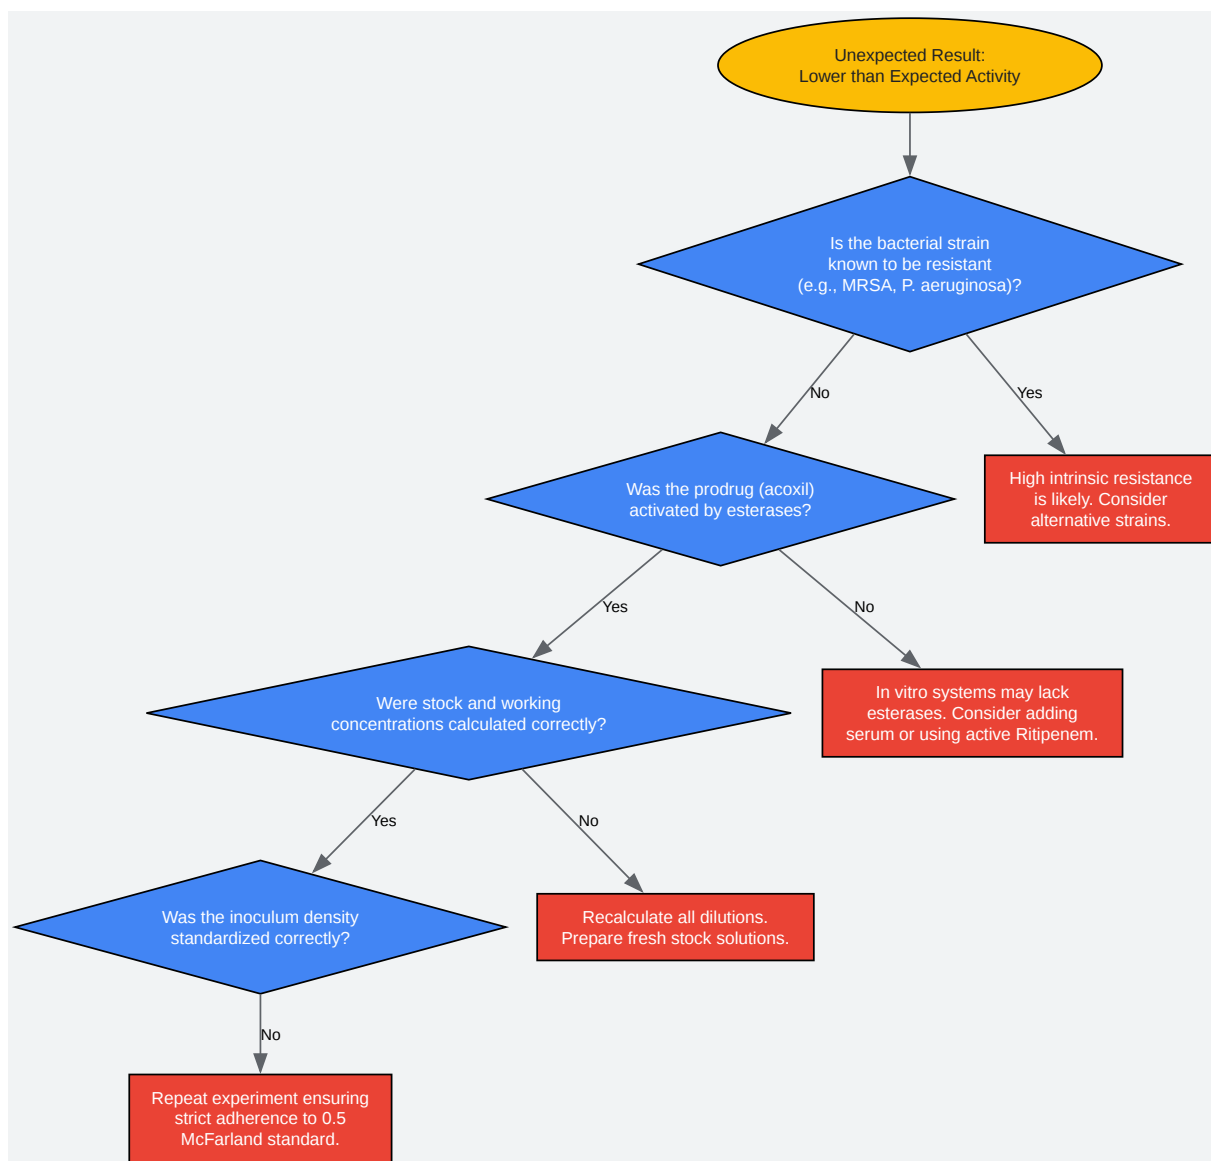 Unexpected Result:
Lower than Expected Activity
Is the bacterial strain
known to be resistant
(e.g., MRSA, P. aeruginosa)?
No
Yes
Was the prodrug (acoxil)
activated by esterases?
High intrinsic resistance
is likely. Consider
alternative strains.
Yes
No
Were stock and working
concentrations calculated correctly?
In vitro systems may lack
esterases. Consider adding
serum or using active Ritipenem.
Yes
No
Was the inoculum density
standardized correctly?
Recalculate all dilutions.
Prepare fresh stock solutions.
No
Repeat experiment ensuring
strict adherence to 0.5
McFarland standard.